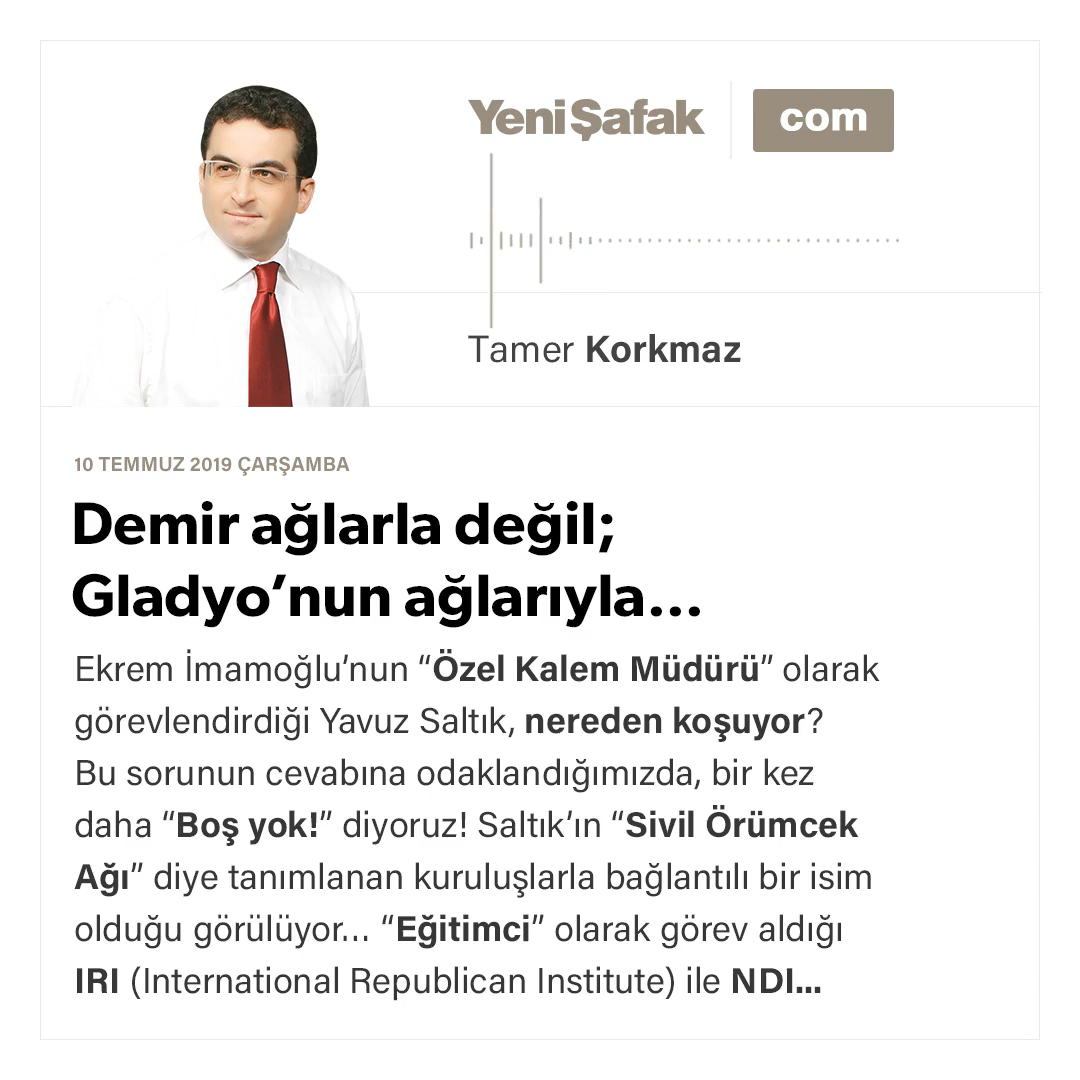 YeniŞafak com
Tamer Korkmaz
10 TEMMUZ 2019 ÇARŞAMBA
Demir ağlarla değil;
Gladyo’nun ağlarıyla…
Ekrem İmamoğlu’nun “Özel Kalem Müdürü” olarak
görevlendirdiği Yavuz Saltık, nereden koşuyor?
Bu sorunun cevabına odaklandığımızda, bir kez
daha “Boş yok!” diyoruz! Saltık’ın “Sivil Örümcek
Ağı” diye tanımlanan kuruluşlarla bağlantılı bir isim
olduğu görülüyor… “Eğitimci” olarak görev aldığı
IRI (International Republican Institute) ile NDI...